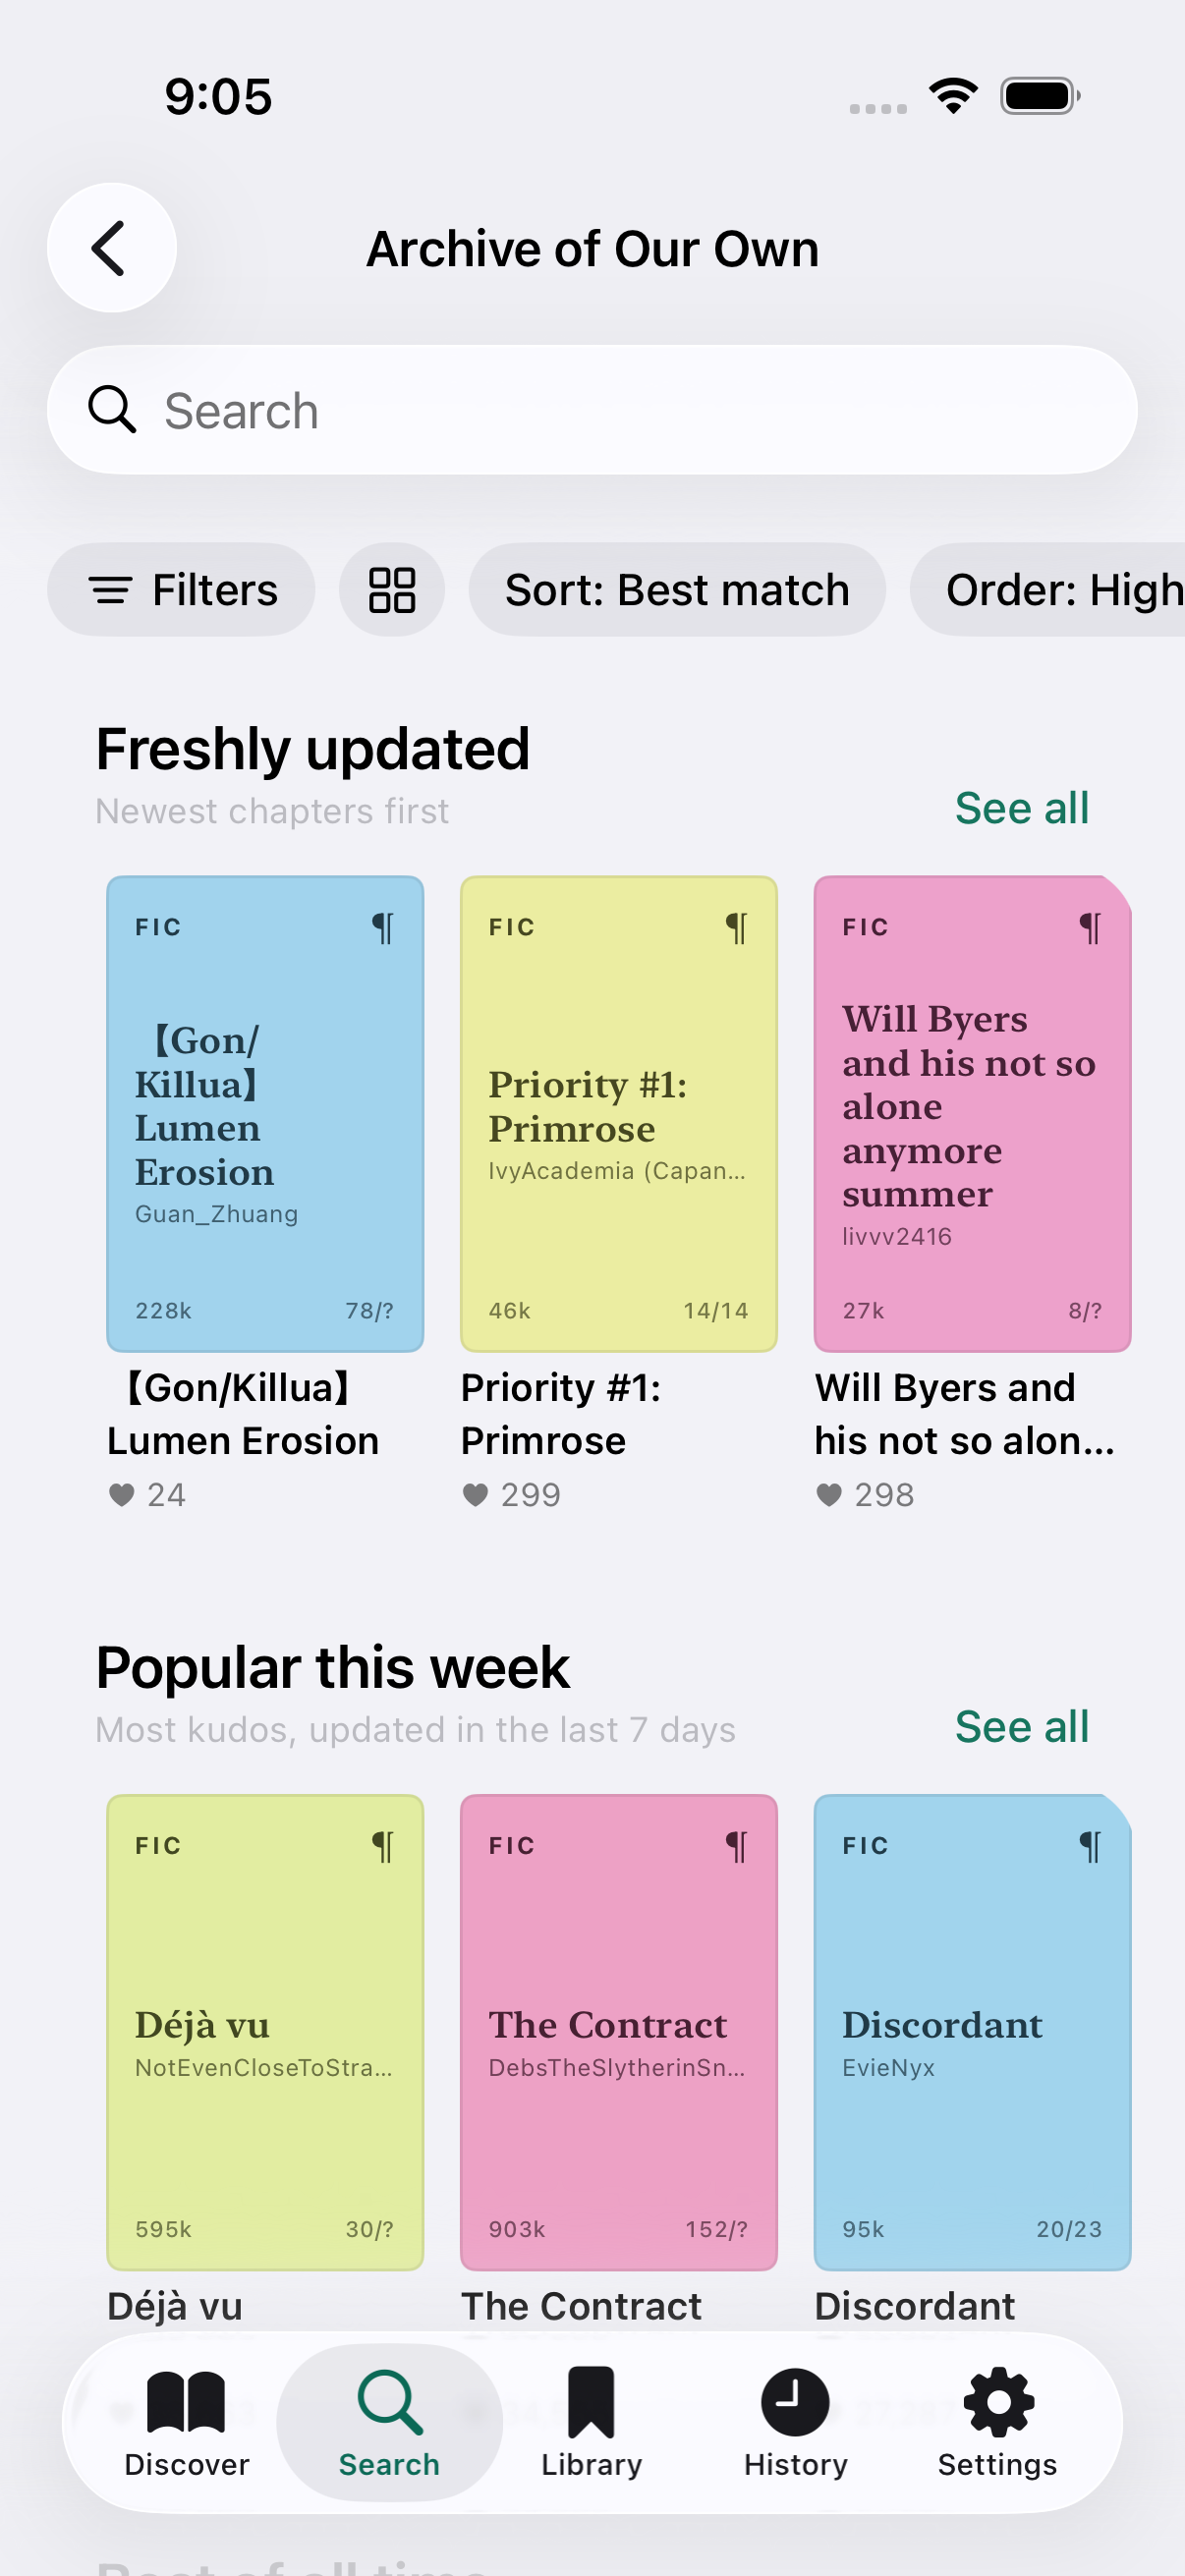 9:05
Archive of Our Own
Search
Filters
Sort: Best match
Order: High
Freshly updated
Newest chapters first
See all
FIC ¶
【Gon/
Killua】
Lumen
Erosion
Guan_Zhuang
228k 78/?
FIC ¶
Priority #1:
Primrose
IvyAcademia (Capan...
46k 14/14
FIC ¶
Will Byers
and his not so
alone
anymore
summer
livvv2416
27k 8/?
【Gon/Killua】
Lumen Erosion
24
Priority #1:
Primrose
299
Will Byers and
his not so alon...
298
Popular this week
Most kudos, updated in the last 7 days
See all
FIC ¶
Déjà vu
NotEvenCloseToStra...
595k 30/?
FIC ¶
The Contract
DebsTheSlytherinSn...
903k 152/?
FIC ¶
Discordant
EvieNyx
95k 20/23
Déjà vu
The Contract
Discordant
Discover
Search
Library
History
Settings
Best of all time